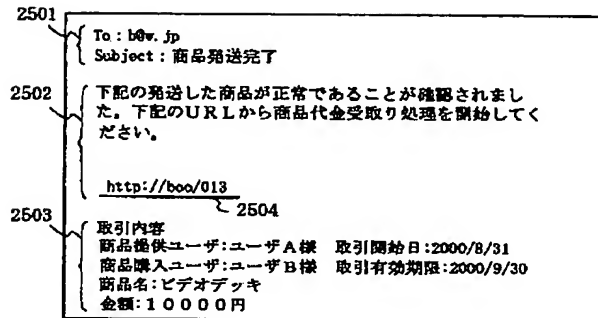 2501
To：b@w.jp
Subject：商品発送完了
2502
下記の発送した商品が正常であることが確認されまし
た。下記のＵＲＬから商品代金受取り処理を開始してく
ださい。
http://boo/013
2504
2503
取引内容
商品提供ユーザ：ユーザＡ様　取引開始日：2000/8/31
商品購入ユーザ：ユーザＢ様　取引有効期限：2000/9/30
商品名：ビデオデッキ
金額：１００００円